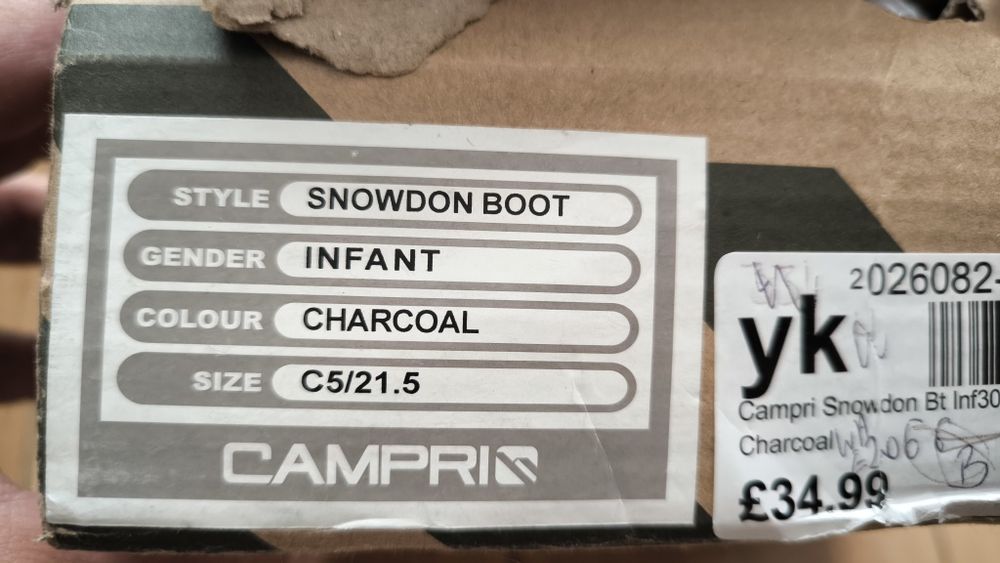 STYLE SNOWDON BOOT
GENDER INFANT
COLOUR CHARCOAL
SIZE C5/21.5
CAMPRI
2026082-
yk
Campri Snowdon Bt Inf30
Charcoal
£34.99